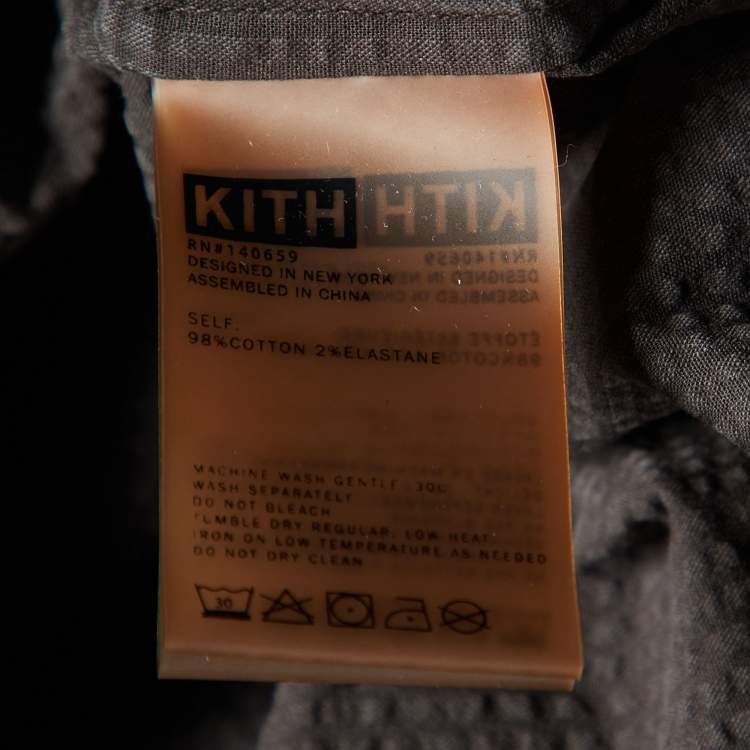 KITH
RN#140659
DESIGNED IN NEW YORK
ASSEMBLED IN CHINA
SELF.
98%COTTON 2%ELASTANE
MACHINE WASH GENTLE, 30C
WASH SEPARATELY
DO NOT BLEACH
TUMBLE DRY REGULAR, LOW HEAT
IRON ON LOW TEMPERATURE AS NEEDED
DO NOT DRY CLEAN
30